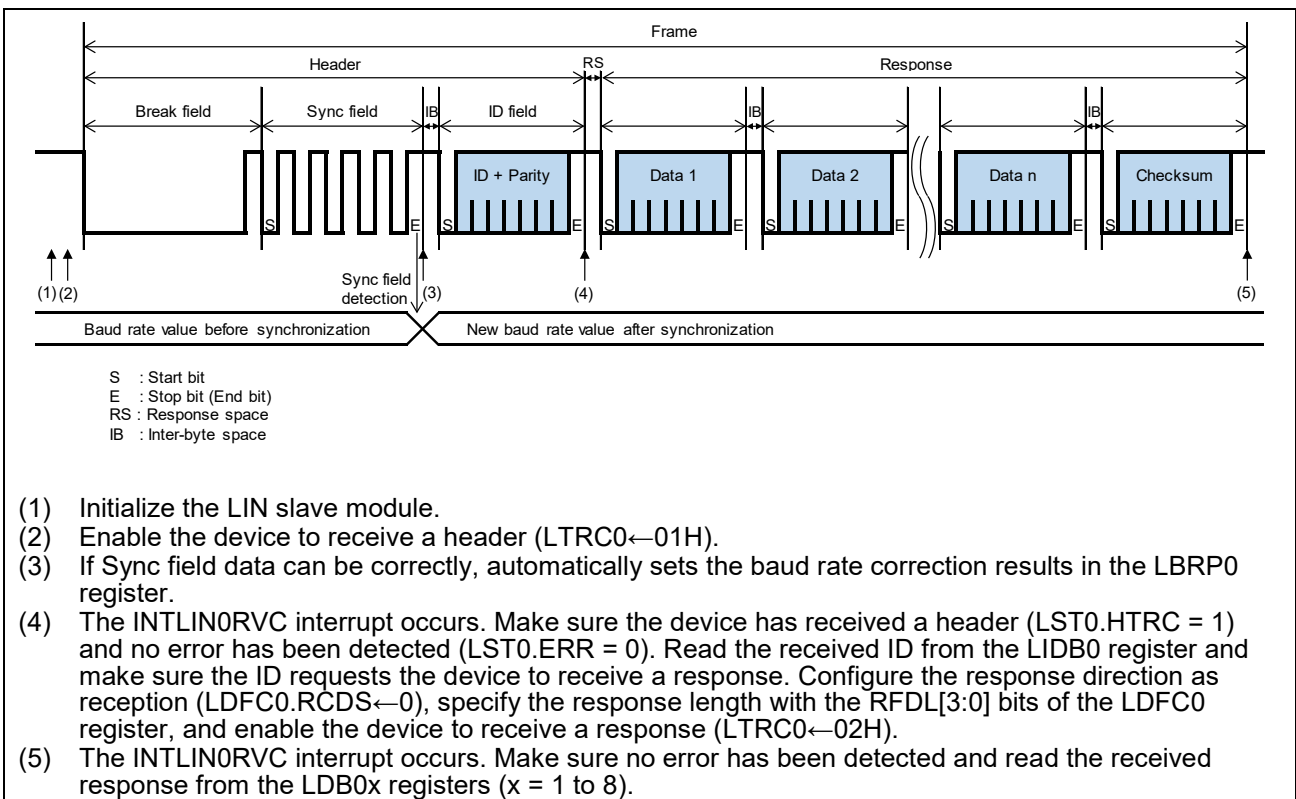 Frame
Header RS Response
Break field Sync field IB ID field IB IB
ID + Parity Data 1 Data 2 Data n Checksum
S E S E S E S E S E S E
(1) (2) Sync field detection (3) (4) (5)
Baud rate value before synchronization New baud rate value after synchronization
S : Start bit
E : Stop bit (End bit)
RS : Response space
IB : Inter-byte space
(1) Initialize the LIN slave module.
(2) Enable the device to receive a header (LTRC0←01H).
(3) If Sync field data can be correctly, automatically sets the baud rate correction results in the LBRP0
register.
(4) The INTLIN0RVC interrupt occurs. Make sure the device has received a header (LST0.HTRC = 1)
and no error has been detected (LST0.ERR = 0). Read the received ID from the LIDB0 register and
make sure the ID requests the device to receive a response. Configure the response direction as
reception (LDFC0.RCDS←0), specify the response length with the RFDL[3:0] bits of the LDFC0
register, and enable the device to receive a response (LTRC0←02H).
(5) The INTLIN0RVC interrupt occurs. Make sure no error has been detected and read the received
response from the LDB0x registers (x = 1 to 8).